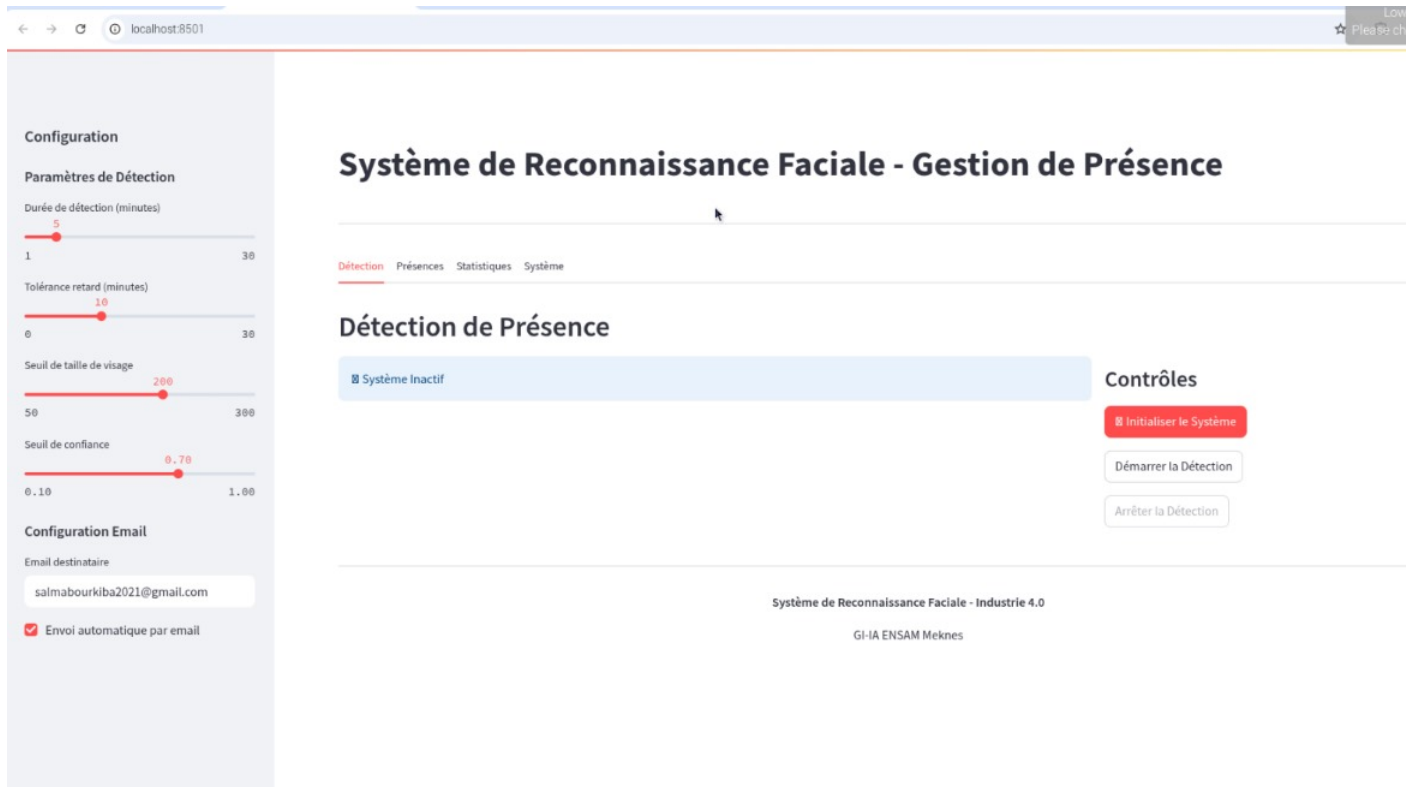 localhost:8501
Low
Please ch
Configuration
Paramètres de Détection
Durée de détection (minutes)
5
1 30
Tolérance retard (minutes)
10
0 30
Seuil de taille de visage
200
50 300
Seuil de confiance
0.70
0.10 1.00
Configuration Email
Email destinataire
salmabourkiba2021@gmail.com
Envoi automatique par email
Système de Reconnaissance Faciale - Gestion de Présence
Détection Présences Statistiques Système
Détection de Présence
Système Inactif
Contrôles
Initialiser le Système
Démarrer la Détection
Arrêter la Détection
Système de Reconnaissance Faciale - Industrie 4.0
GI-IA ENSAM Meknes